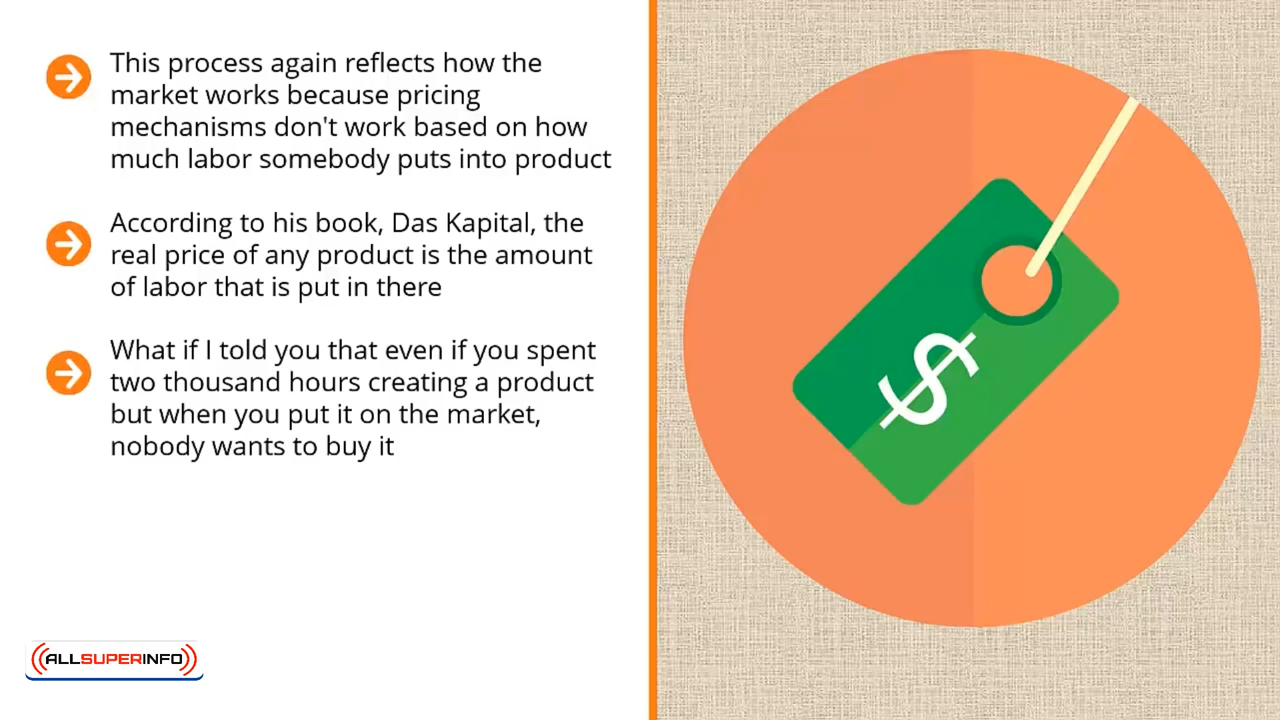 This process again reflects how the
market works because pricing
mechanisms don't work based on how
much labor somebody puts into product
According to his book, Das Kapital, the
real price of any product is the amount
of labor that is put in there
What if I told you that even if you spent
two thousand hours creating a product
but when you put it on the market,
nobody wants to buy it
$
ALLSUPERINFO